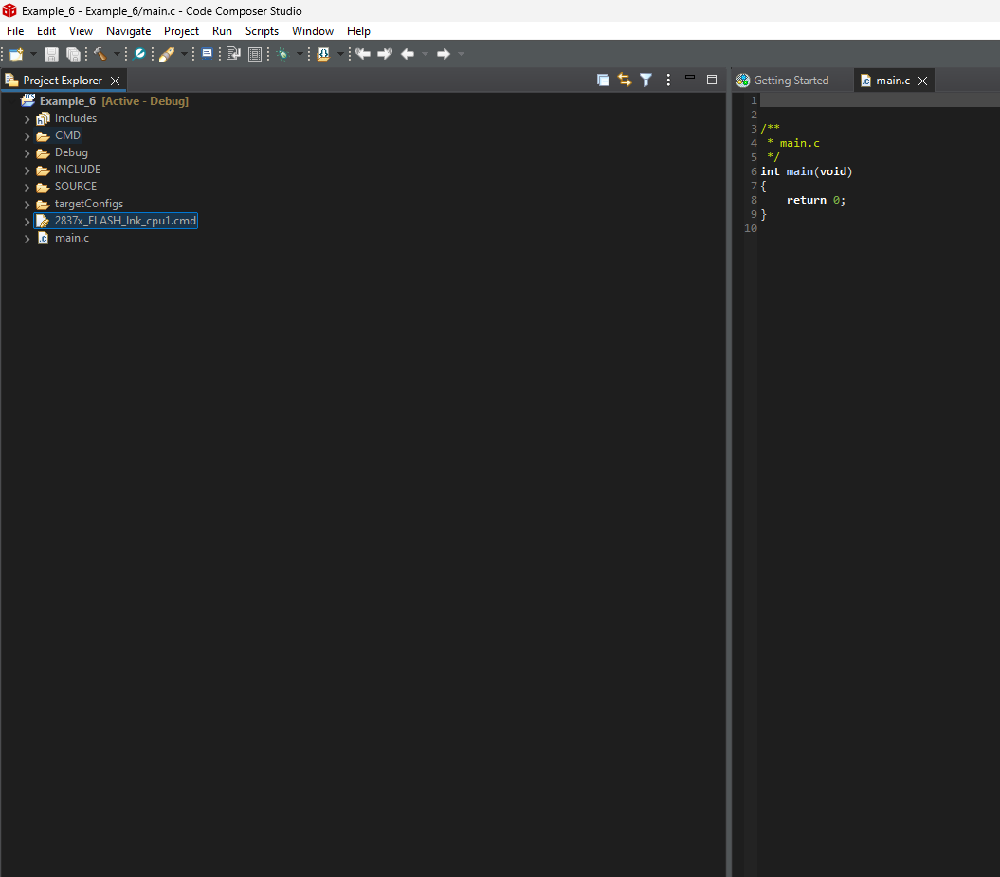 Example_6 - Example_6/main.c - Code Composer Studio
File Edit View Navigate Project Run Scripts Window Help
Project Explorer
Example_6 [Active - Debug]
Includes
CMD
Debug
INCLUDE
SOURCE
targetConfigs
2837x_FLASH_lnk_cpu1.cmd
main.c
Getting Started main.c
1
2
3 /**
4  * main.c
5  */
6 int main(void)
7 {
8     return 0;
9 }
10